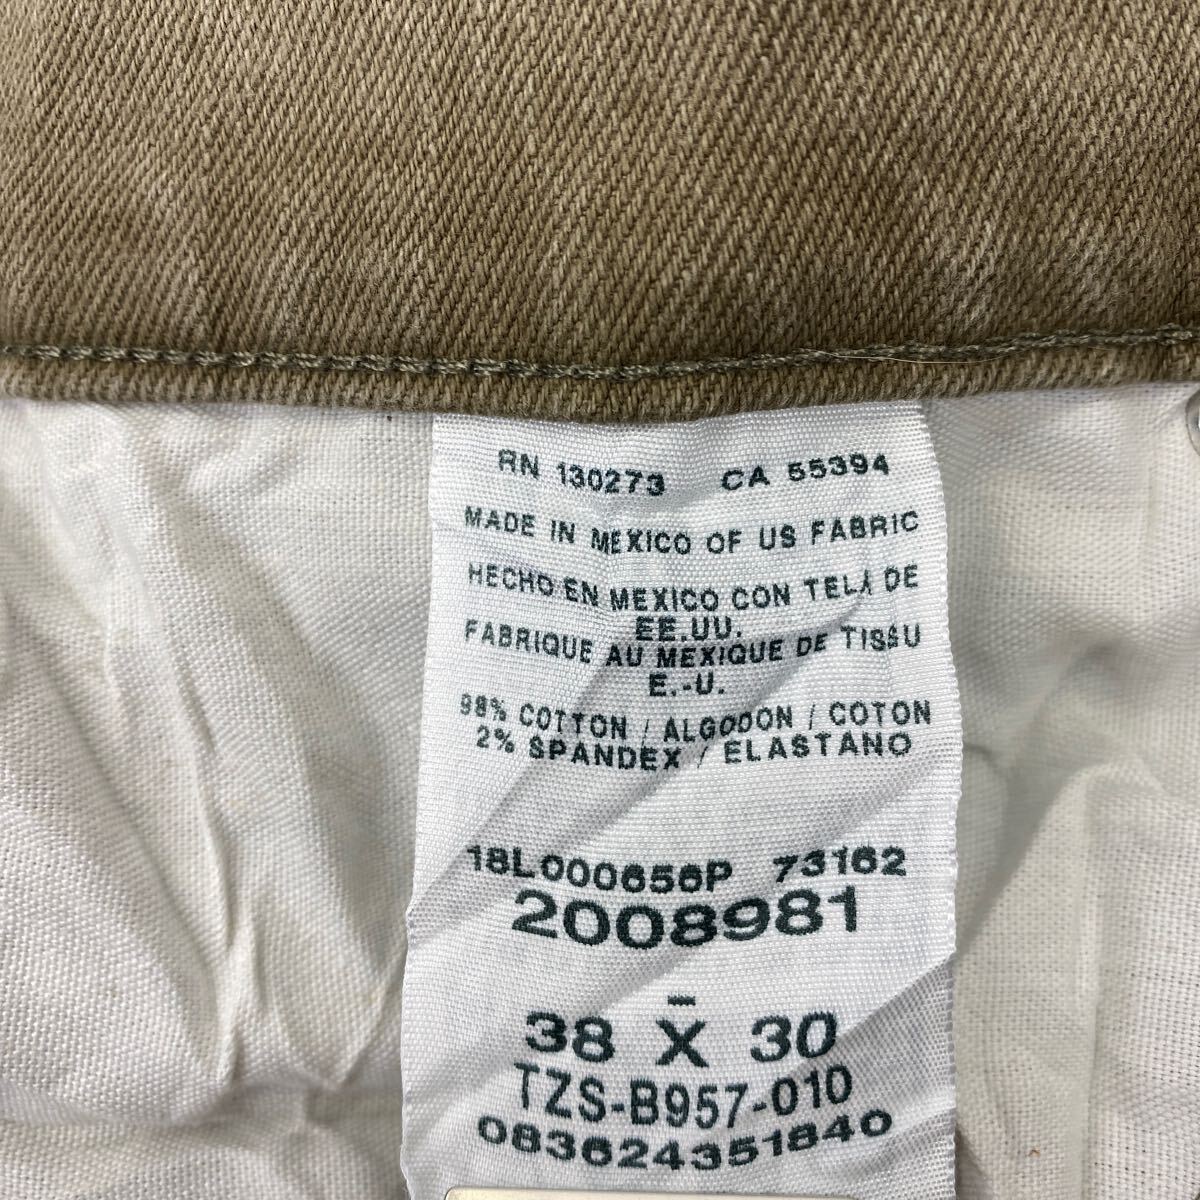 RN 130273 CA 55394
MADE IN MEXICO OF US FABRIC
HECHO EN MEXICO CON TELA DE
EE.UU.
FABRIQUE AU MEXIQUE DE TISSU
E.-U.
98% COTTON / ALGODON / COTON
2% SPANDEX / ELASTANO
18L000656P 73162
2008981
38 X 30
TZS-B957-010
083624351840